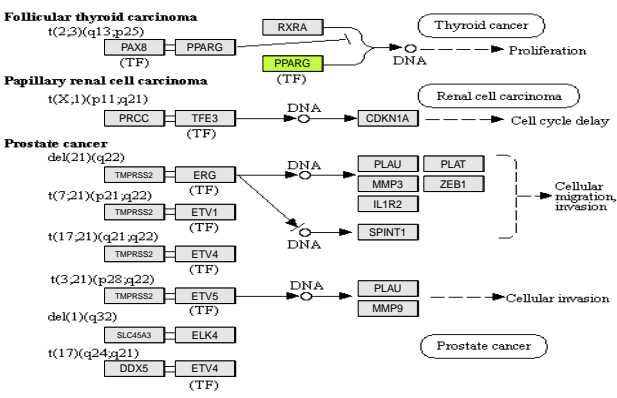 Follicular thyroid carcinoma
t(2;3)(q13;p25)
PAX8 PPARG
(TF)
RXRA
PPARG
(TF)
DNA
Thyroid cancer
Proliferation
Papillary renal cell carcinoma
t(X;1)(p11;q21)
PRCC TFE3
(TF)
DNA
CDKN1A
Renal cell carcinoma
Cell cycle delay
Prostate cancer
del(21)(q22)
TMPRSS2 ERG
(TF)
DNA
PLAU PLAT
MMP3 ZEB1
IL1R2
DNA
SPINT1
Cellular
migration,
invasion
t(7;21)(p21;q22)
TMPRSS2 ETV1
(TF)
t(17;21)(q21;q22)
TMPRSS2 ETV4
(TF)
t(3;21)(p28;q22)
TMPRSS2 ETV5
(TF)
DNA
PLAU
MMP9
Cellular invasion
del(1)(q32)
SLC45A3 ELK4
t(17)(q24;q21)
DDX5 ETV4
(TF)
Prostate cancer